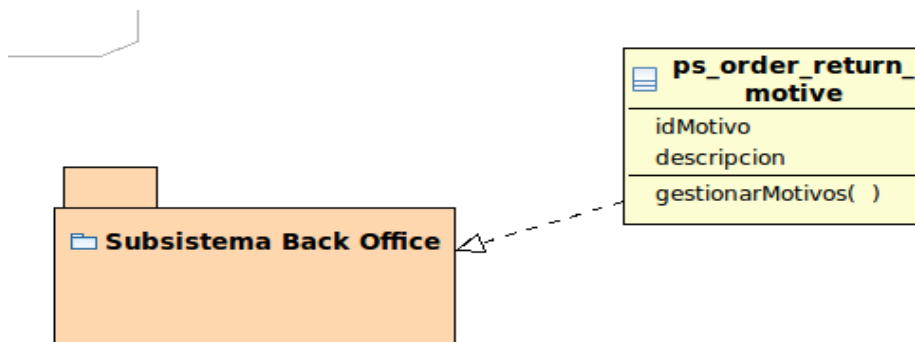 ps_order_return_
motive
idMotivo
descripcion
gestionarMotivos(  )
Subsistema Back Office